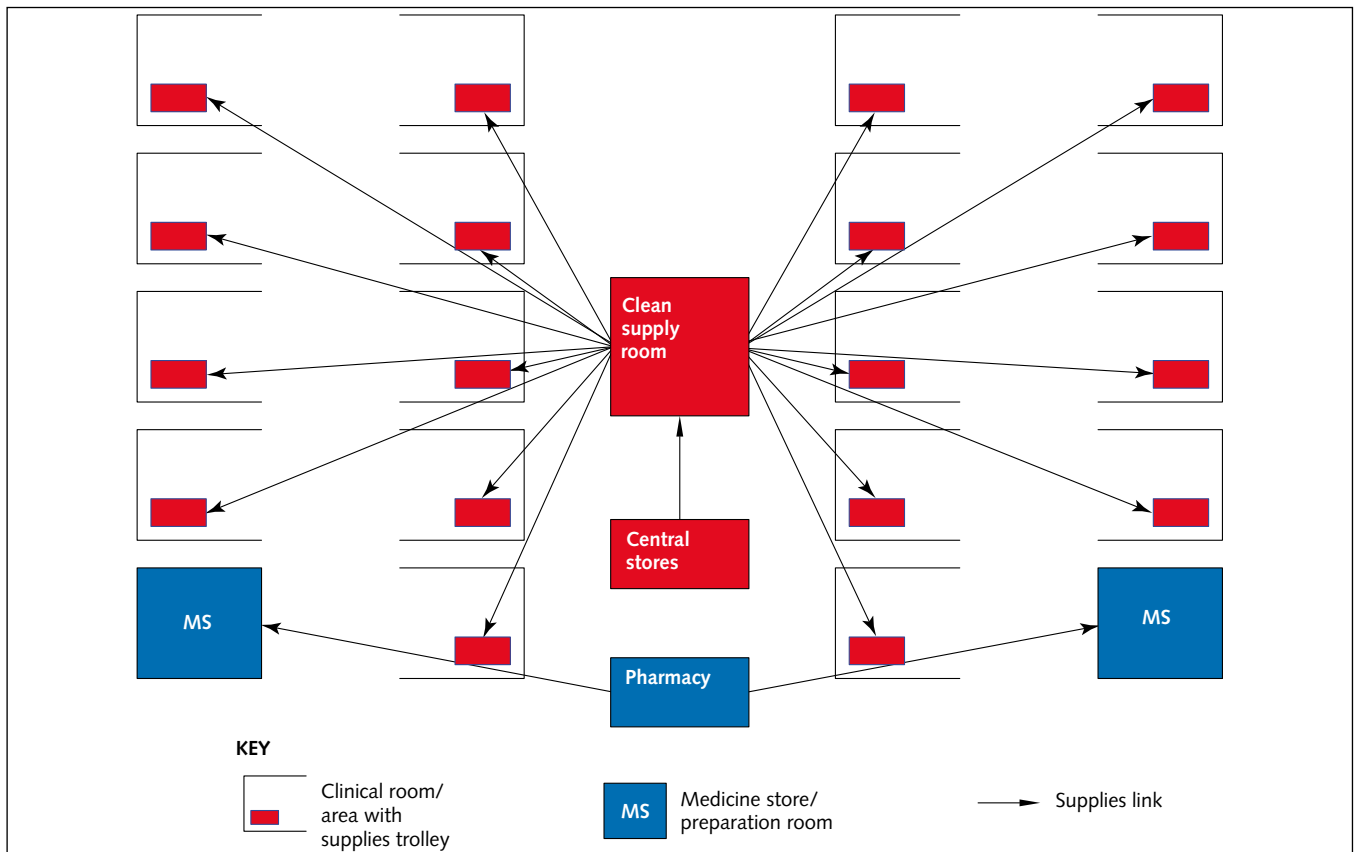 Clean
supply
room
Central
stores
MS
MS
Pharmacy
KEY
Clinical room/
area with
supplies trolley
MS
Medicine store/
preparation room
Supplies link